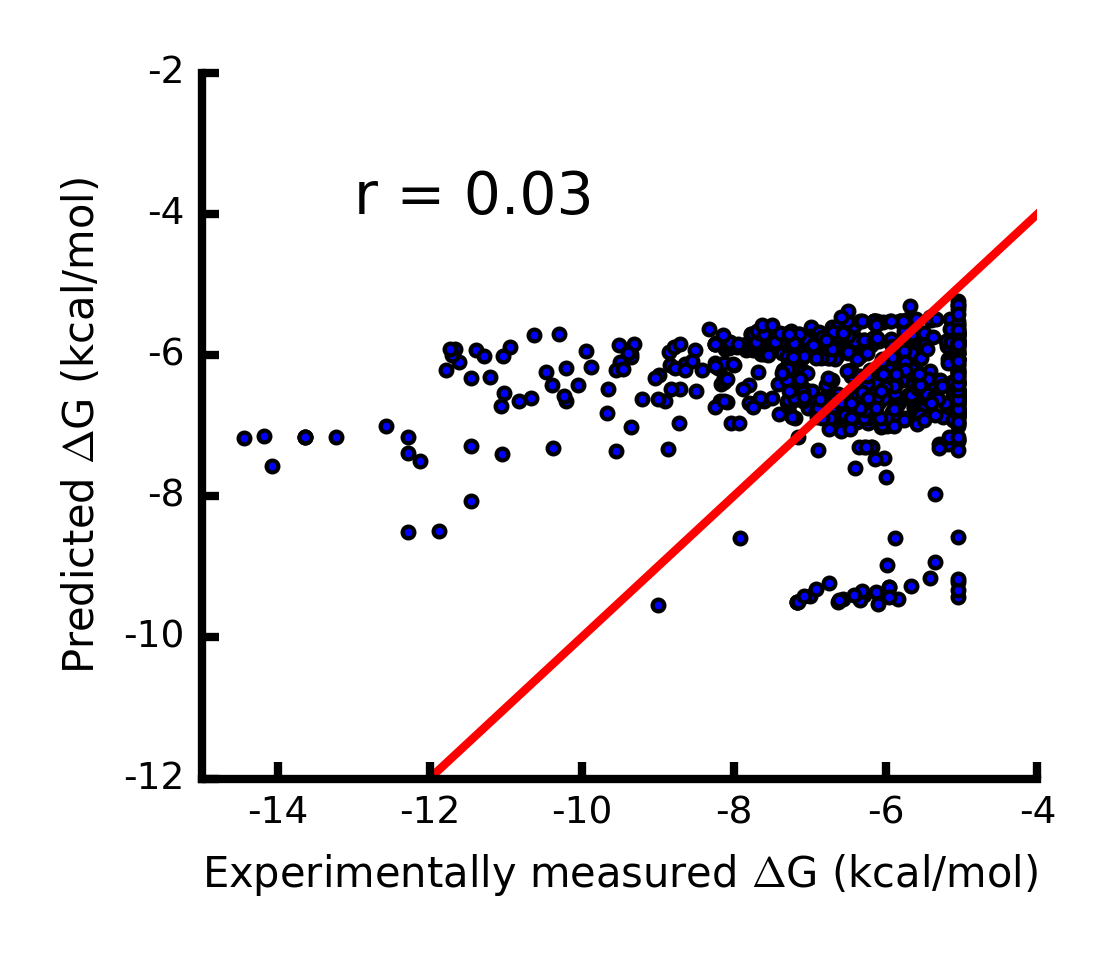 -2
r = 0.03
-4
-6
-8
-10
-12
Predicted ΔG (kcal/mol)
-14 -12 -10 -8 -6 -4
Experimentally measured ΔG (kcal/mol)